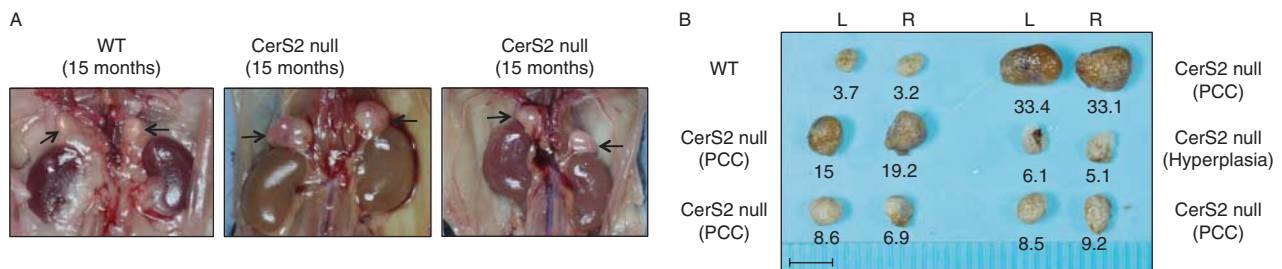 A
WT
(15 months)
CerS2 null
(15 months)
CerS2 null
(15 months)
B
L R L R
WT
3.7 3.2 33.4 33.1
CerS2 null
(PCC)
CerS2 null
(PCC)
15 19.2 6.1 5.1
CerS2 null
(Hyperplasia)
CerS2 null
(PCC)
8.6 6.9 8.5 9.2
CerS2 null
(PCC)